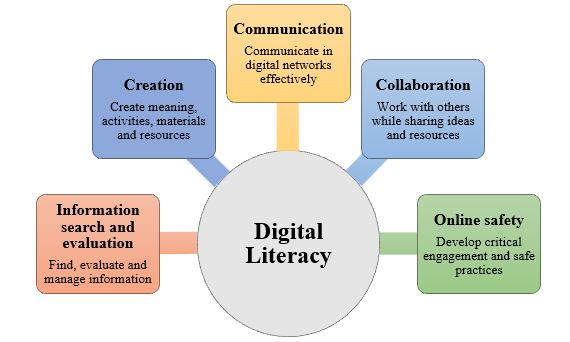 Communication
Communicate in
digital networks
effectively
Creation
Create meaning,
activities, materials
and resources
Collaboration
Work with others
while sharing ideas
and resources
Information
search and
evaluation
Find, evaluate and
manage information
Digital
Literacy
Online safety
Develop critical
engagement and safe
practices